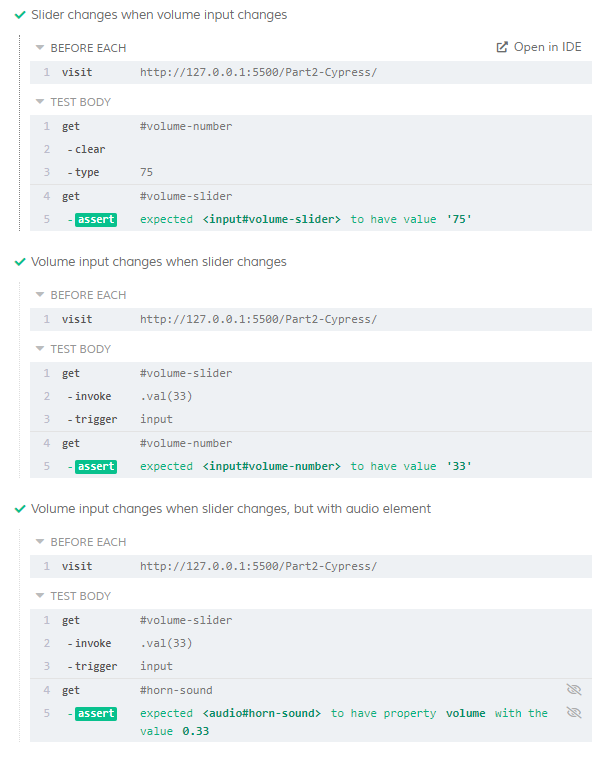 Slider changes when volume input changes
BEFORE EACH Open in IDE
1 visit http://127.0.0.1:5500/Part2-Cypress/
TEST BODY
1 get #volume-number
2 -clear
3 -type 75
4 get #volume-slider
5 -assert expected <input#volume-slider> to have value '75'
Volume input changes when slider changes
BEFORE EACH
1 visit http://127.0.0.1:5500/Part2-Cypress/
TEST BODY
1 get #volume-slider
2 -invoke .val(33)
3 -trigger input
4 get #volume-number
5 -assert expected <input#volume-number> to have value '33'
Volume input changes when slider changes, but with audio element
BEFORE EACH
1 visit http://127.0.0.1:5500/Part2-Cypress/
TEST BODY
1 get #volume-slider
2 -invoke .val(33)
3 -trigger input
4 get #horn-sound
5 -assert expected <audio#horn-sound> to have property volume with the
value 0.33